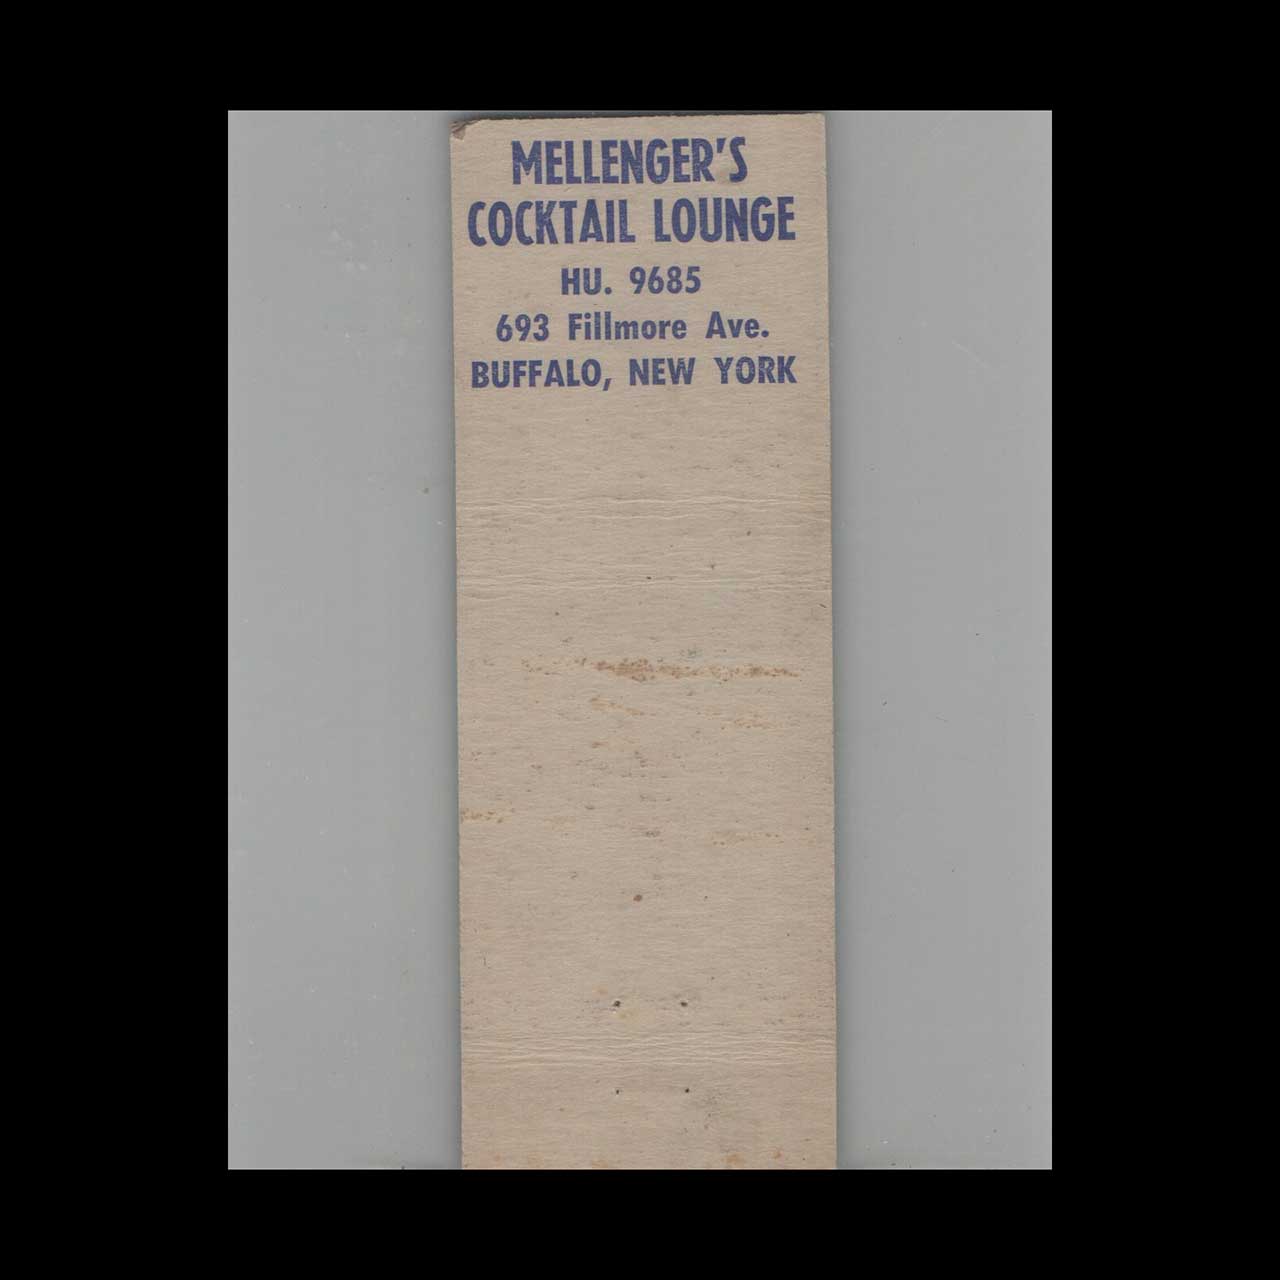 MELLENGER'S
COCKTAIL LOUNGE
HU. 9685
693 Fillmore Ave.
BUFFALO, NEW YORK